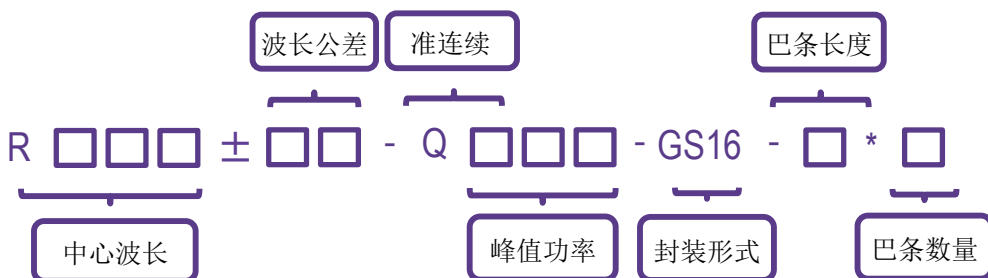 波长公差 准连续 巴条长度
R □□□ ± □□ - Q □□□ - GS16 - □ * □
中心波长 峰值功率 封装形式 巴条数量